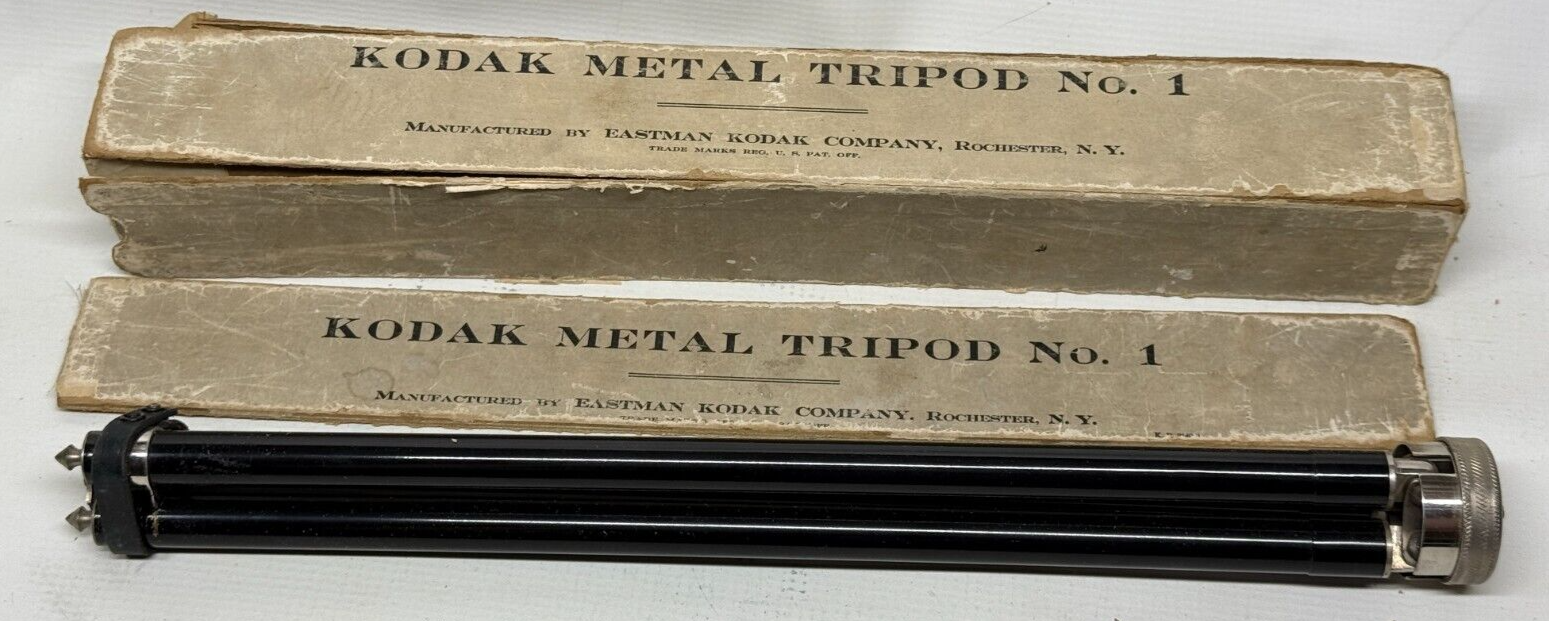 KODAK METAL TRIPOD No. 1
MANUFACTURED BY EASTMAN KODAK COMPANY, ROCHESTER, N. Y.
TRADE MARKS REG. U. S. PAT. OFF.
KODAK METAL TRIPOD No. 1
MANUFACTURED BY EASTMAN KODAK COMPANY, ROCHESTER, N. Y.